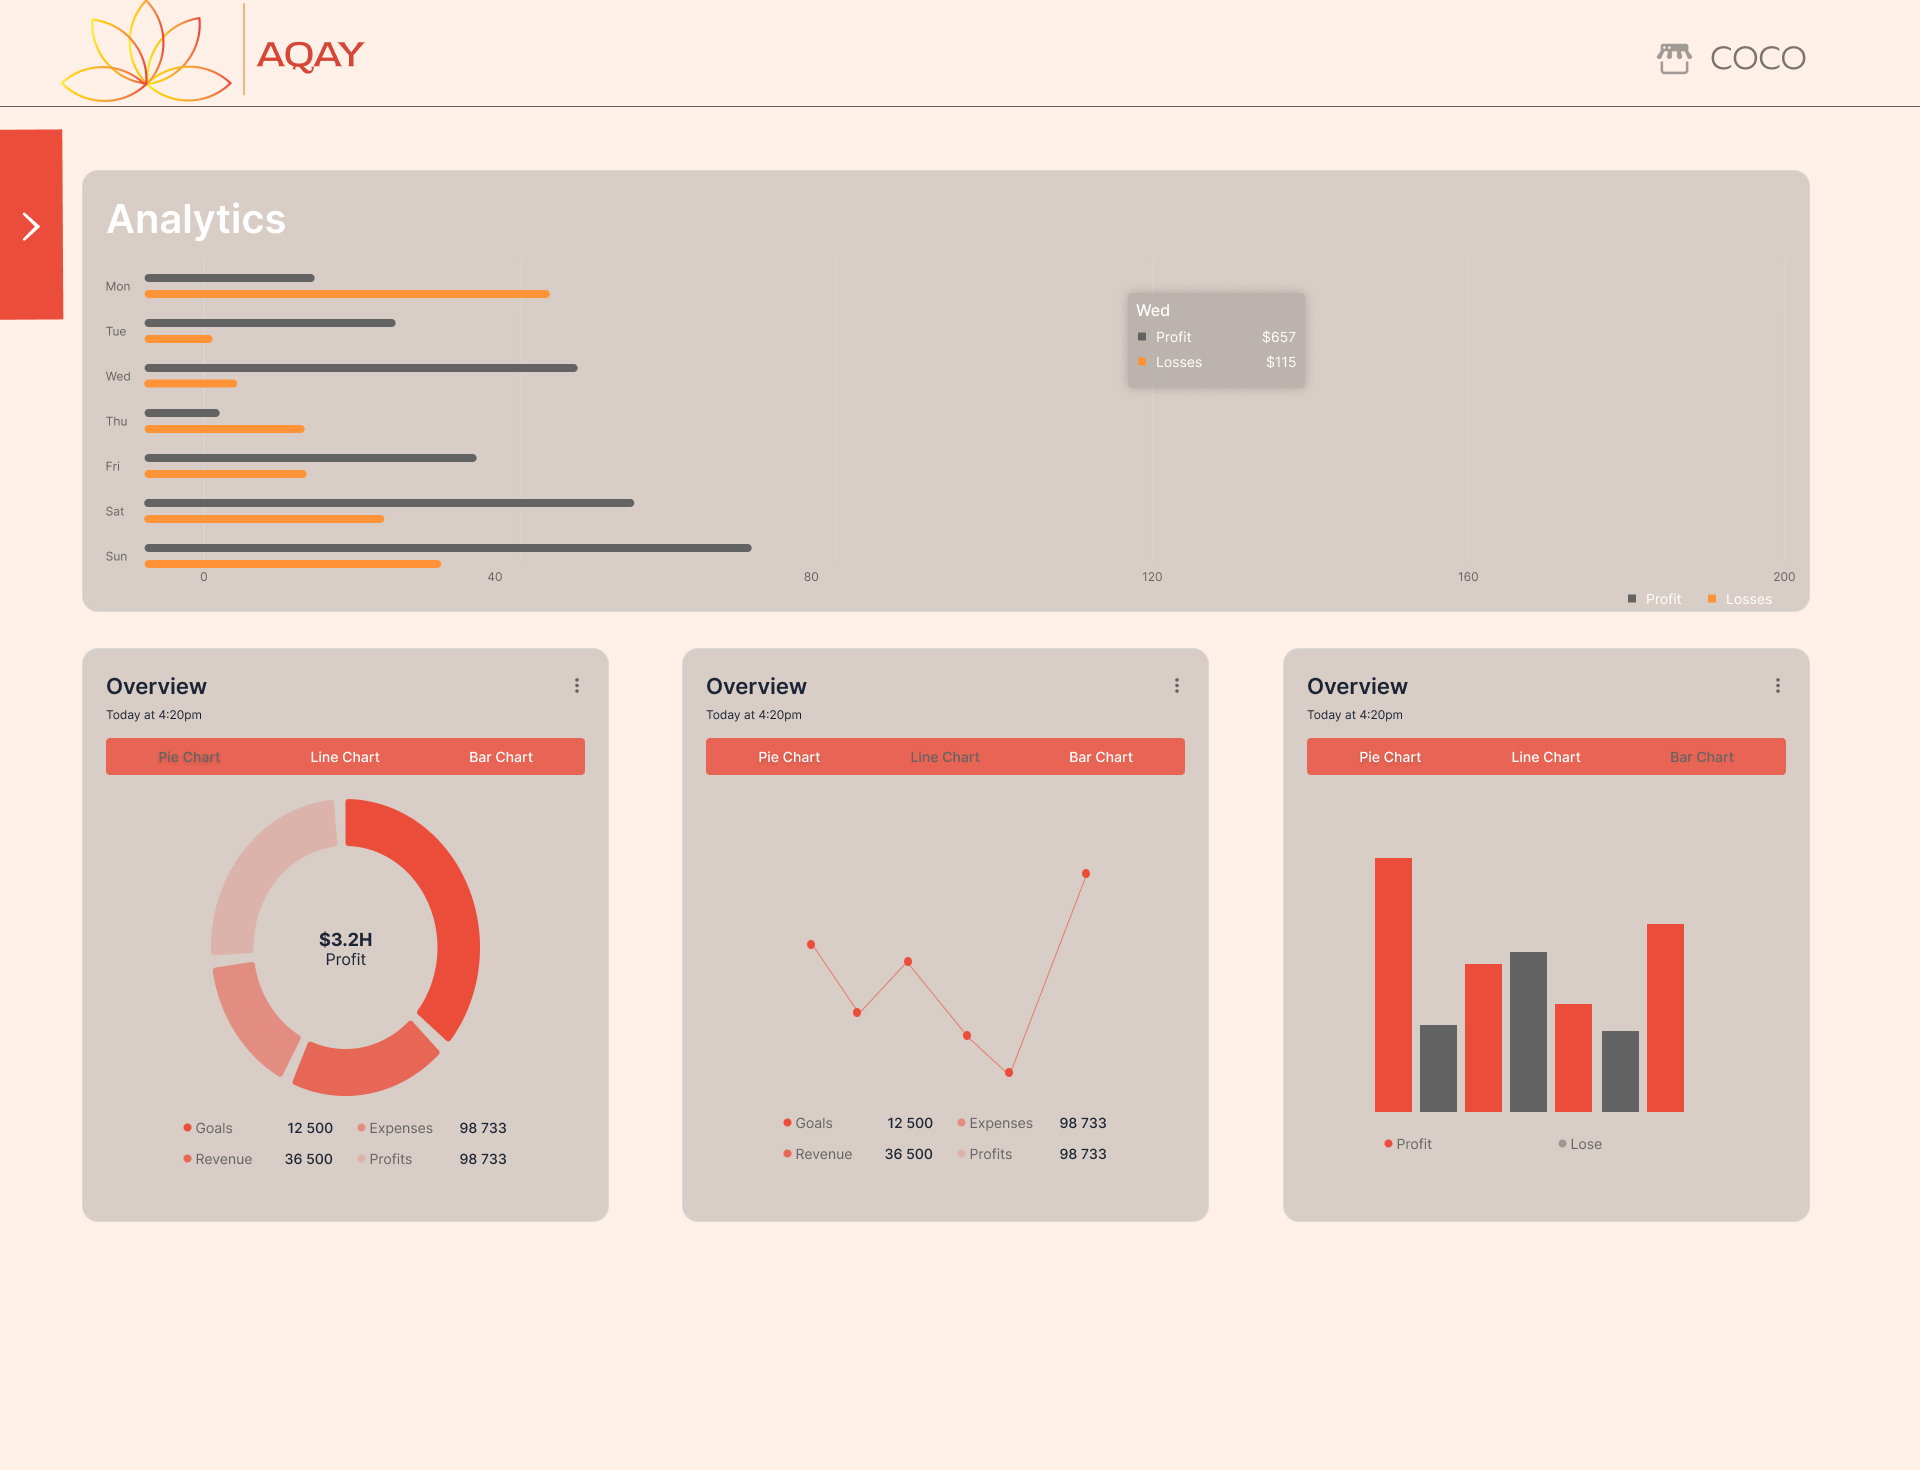 AQAY
COCO
Analytics
Mon
Tue
Wed
Thu
Fri
Sat
Sun
Wed
Profit $657
Losses $115
0 40 80 120 160 200
Profit Losses
Overview
Today at 4:20pm
Pie Chart Line Chart Bar Chart
$3.2H
Profit
Goals 12 500 Expenses 98 733
Revenue 36 500 Profits 98 733
Overview
Today at 4:20pm
Pie Chart Line Chart Bar Chart
Goals 12 500 Expenses 98 733
Revenue 36 500 Profits 98 733
Overview
Today at 4:20pm
Pie Chart Line Chart Bar Chart
Profit Lose